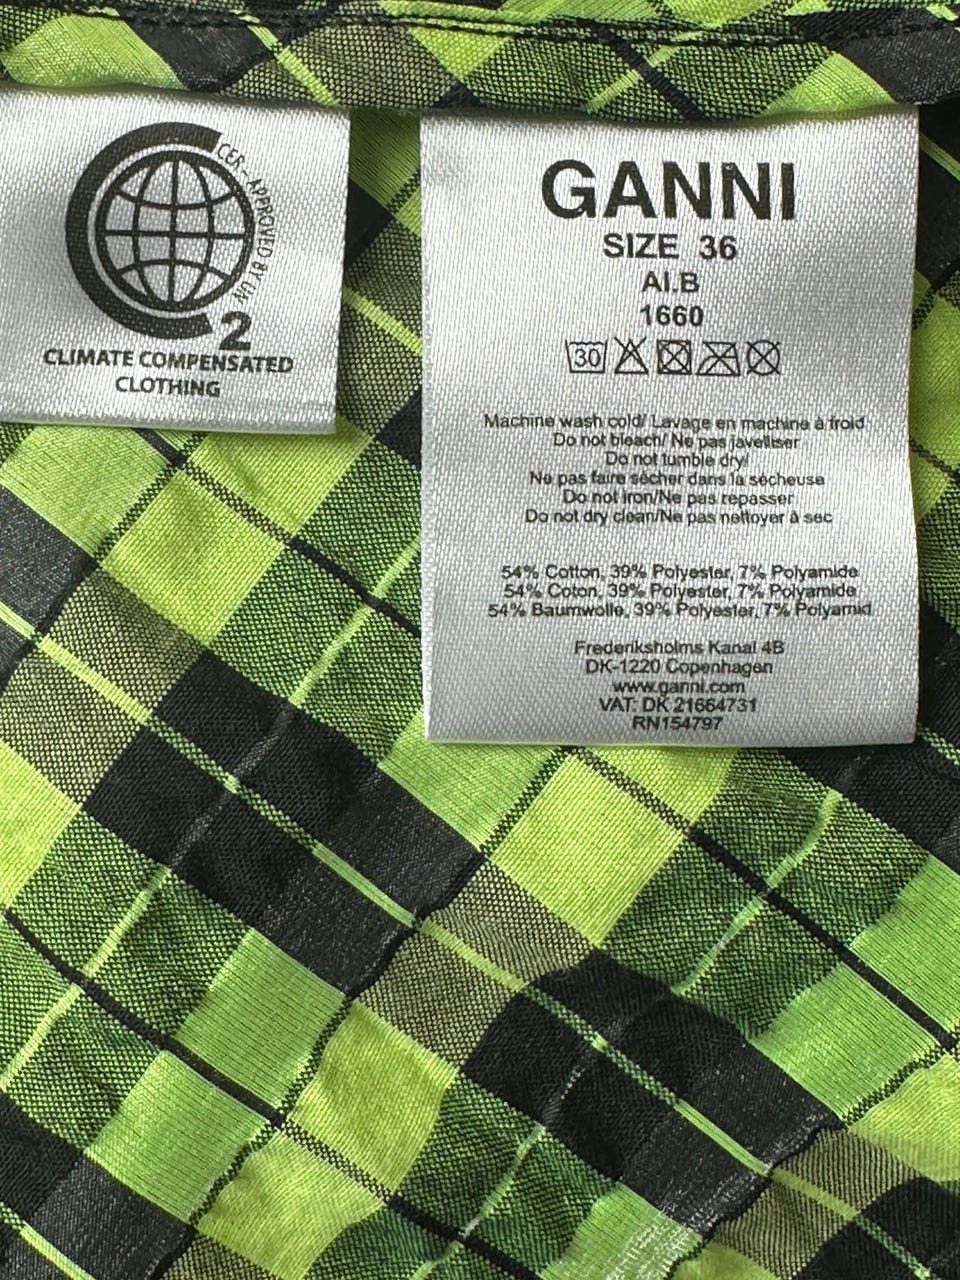 CER - APPROVED BY UN
C
2
CLIMATE COMPENSATED
CLOTHING
GANNI
SIZE 36
AI.B
1660
30
Machine wash cold/ Lavage en machine à froid
Do not bleach/ Ne pas javelliser
Do not tumble dry/
Ne pas faire sécher dans la sécheuse
Do not iron/Ne pas repasser
Do not dry clean/Ne pas nettoyer à sec
54% Cotton, 39% Polyester, 7% Polyamide
54% Coton, 39% Polyester, 7% Polyamide
54% Baumwolle, 39% Polyester, 7% Polyamid
Frederiksholms Kanal 4B
DK-1220 Copenhagen
www.ganni.com
VAT: DK 21664731
RN154797